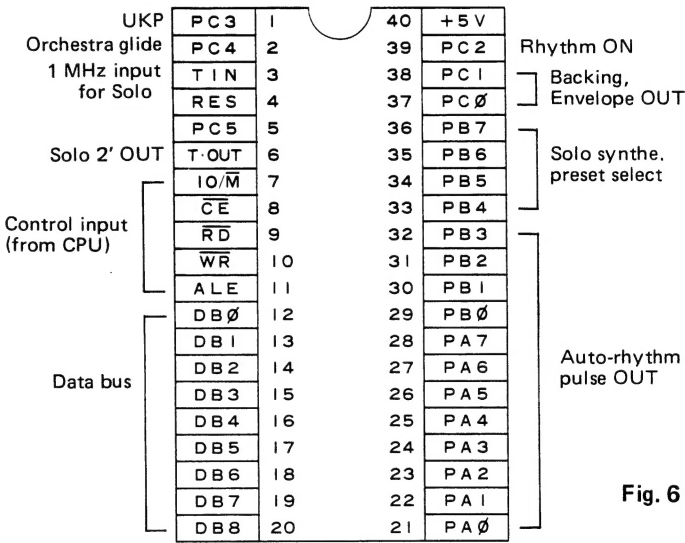 UKP PC3 1 40 +5V
Orchestra glide PC4 2 39 PC2 Rhythm ON
1 MHz input for Solo TIN 3 38 PC1 Backing, Envelope OUT
RES 4 37 PCØ
PC5 5 36 PB7 Solo synthe. preset select
Solo 2' OUT T·OUT 6 35 PB6
Control input (from CPU) IO/M̅ 7 34 PB5
C̅E̅ 8 33 PB4
R̅D̅ 9 32 PB3 Auto-rhythm pulse OUT
W̅R̅ 10 31 PB2
ALE 11 30 PB1
Data bus DBØ 12 29 PBØ
DB1 13 28 PA7
DB2 14 27 PA6
DB3 15 26 PA5
DB4 16 25 PA4
DB5 17 24 PA3
DB6 18 23 PA2
DB7 19 22 PA1
DB8 20 21 PAØ
Fig. 6